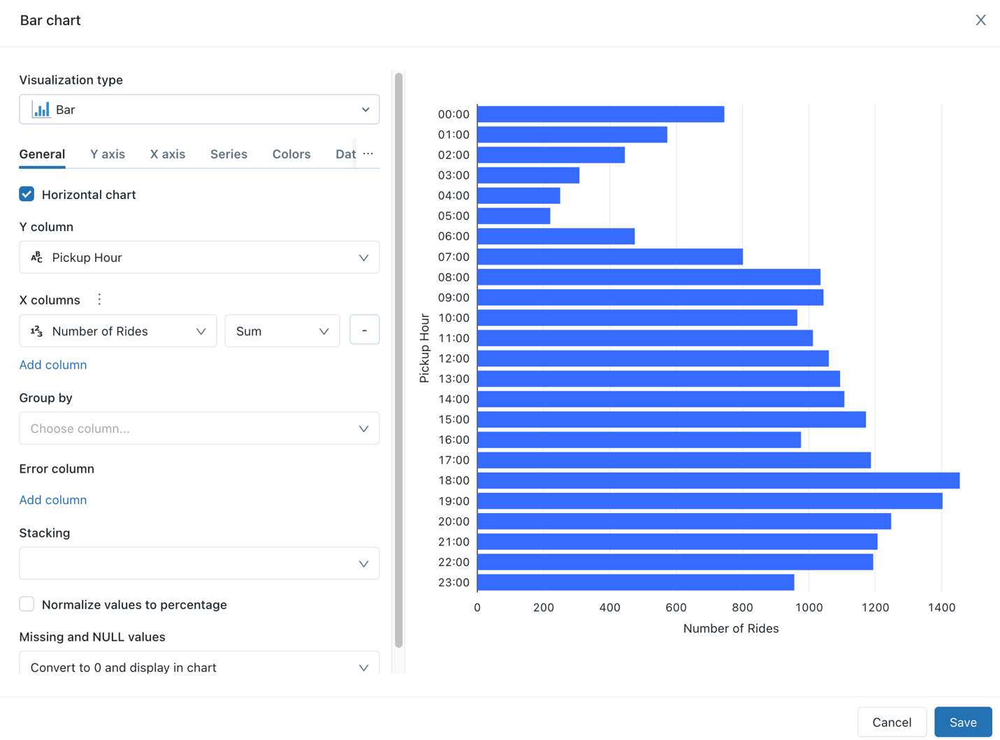 Bar chart
Visualization type
Bar
General Y axis X axis Series Colors Dat ...
Horizontal chart
Y column
ABC Pickup Hour
X columns
123 Number of Rides Sum -
Add column
Group by
Choose column...
Error column
Add column
Stacking
Normalize values to percentage
Missing and NULL values
Convert to 0 and display in chart
Pickup Hour
00:00
01:00
02:00
03:00
04:00
05:00
06:00
07:00
08:00
09:00
10:00
11:00
12:00
13:00
14:00
15:00
16:00
17:00
18:00
19:00
20:00
21:00
22:00
23:00
0 200 400 600 800 1000 1200 1400
Number of Rides
Cancel Save